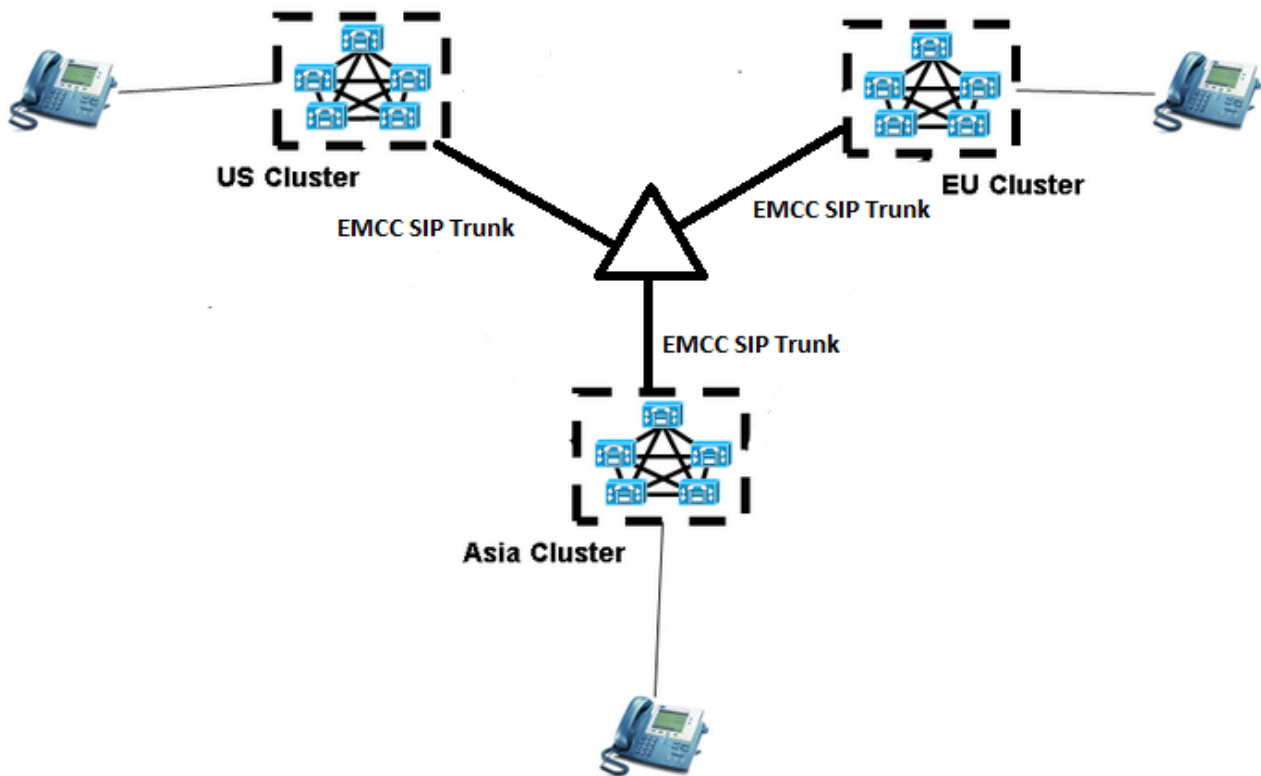 US Cluster
EU Cluster
EMCC SIP Trunk
EMCC SIP Trunk
EMCC SIP Trunk
Asia Cluster